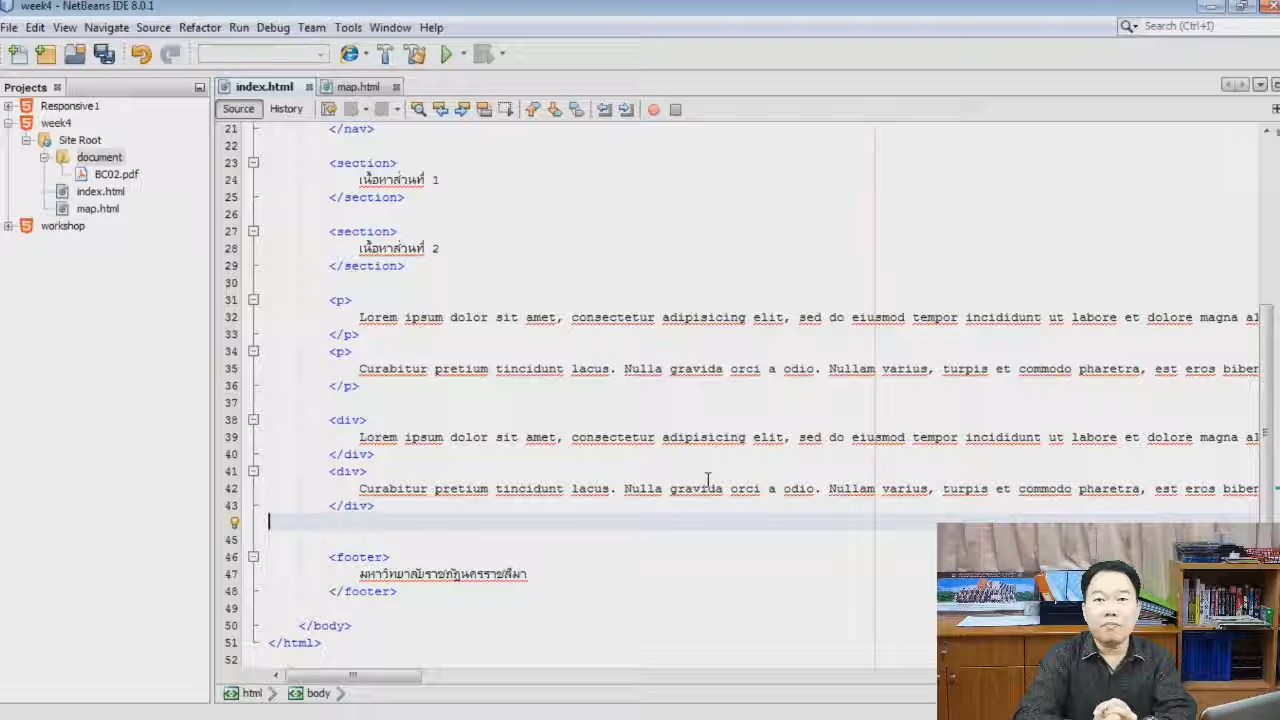 week4 - NetBeans IDE 8.0.1
File Edit View Navigate Source Refactor Run Debug Team Tools Window Help
Search (Ctrl+I)
Projects
index.html
map.html
Responsive1
week4
Site Root
document
BC02.pdf
index.html
map.html
workshop
Source History
21 </nav>
22
23 <section>
24 เนื้อหาส่วนที่ 1
25 </section>
26
27 <section>
28 เนื้อหาส่วนที่ 2
29 </section>
30
31 <p>
32 Lorem ipsum dolor sit amet, consectetur adipisicing elit, sed do eiusmod tempor incididunt ut labore et dolore magna al
33 </p>
34 <p>
35 Curabitur pretium tincidunt lacus. Nulla gravida orci a odio. Nullam varius, turpis et commodo pharetra, est eros biben
36 </p>
37
38 <div>
39 Lorem ipsum dolor sit amet, consectetur adipisicing elit, sed do eiusmod tempor incididunt ut labore et dolore magna al
40 </div>
41 <div>
42 Curabitur pretium tincidunt lacus. Nulla gravida orci a odio. Nullam varius, turpis et commodo pharetra, est eros biben
43 </div>
45
46 <footer>
47 มหาวิทยาลัยราชภัฏนครราชสีมา
48 </footer>
49
50 </body>
51 </html>
52
html body